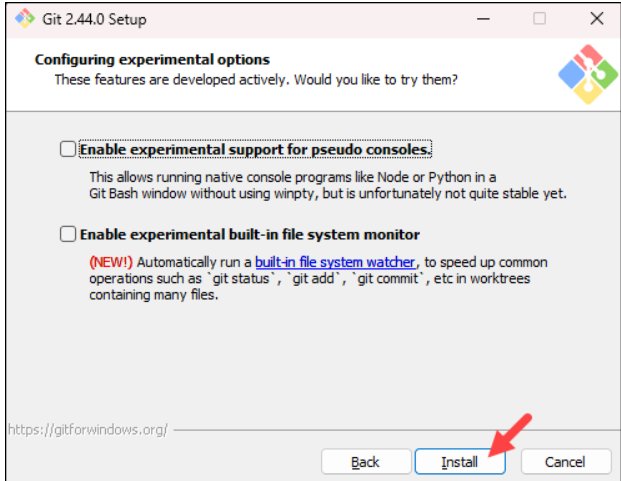 Git 2.44.0 Setup
Configuring experimental options
These features are developed actively. Would you like to try them?
Enable experimental support for pseudo consoles.
This allows running native console programs like Node or Python in a
Git Bash window without using winpty, but is unfortunately not quite stable yet.
Enable experimental built-in file system monitor
(NEW!) Automatically run a built-in file system watcher, to speed up common
operations such as `git status`, `git add`, `git commit`, etc in worktrees
containing many files.
https://gitforwindows.org/
Back Install Cancel